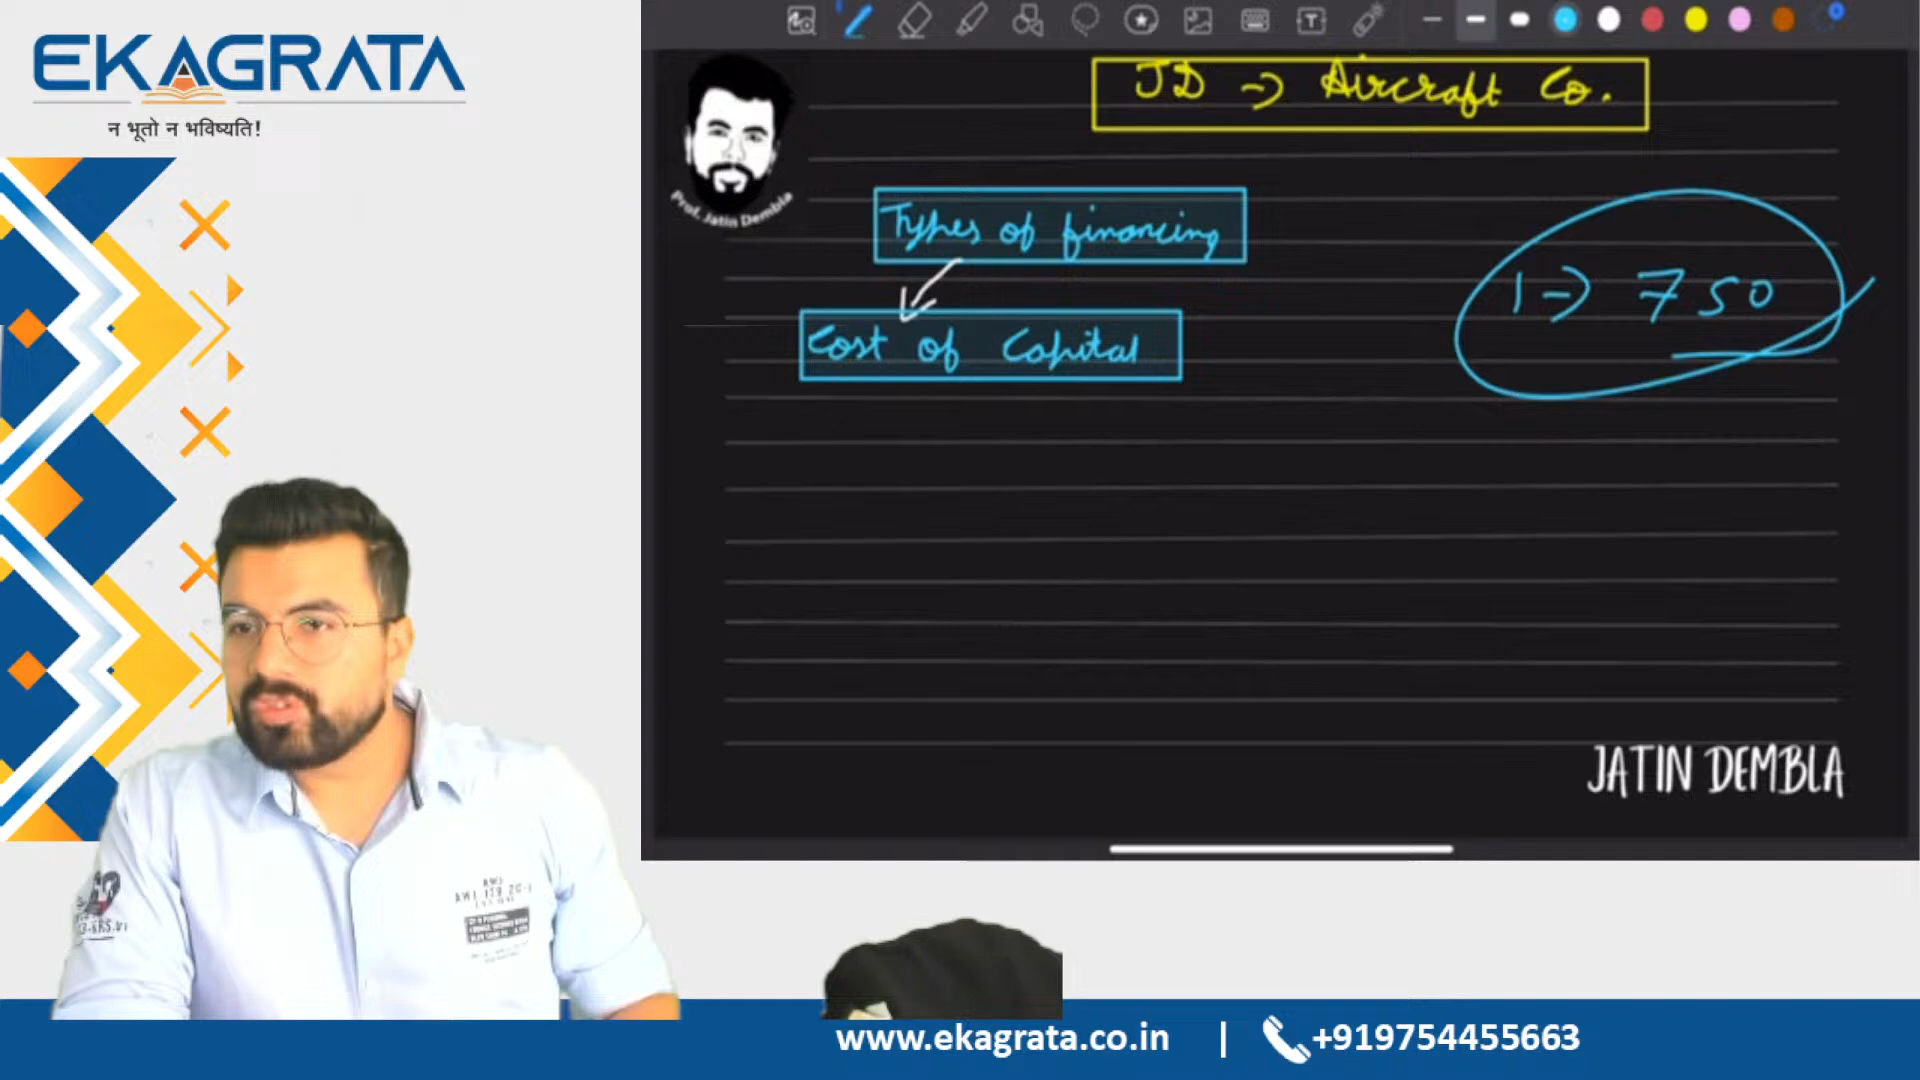 EKAGRATA
न भूतो न भविष्यति!
JD → Aircraft Co.
Prof. Jatin Dembla
Types of financing
1 → 750
Cost of Capital
JATIN DEMBLA
www.ekagrata.co.in | +919754455663